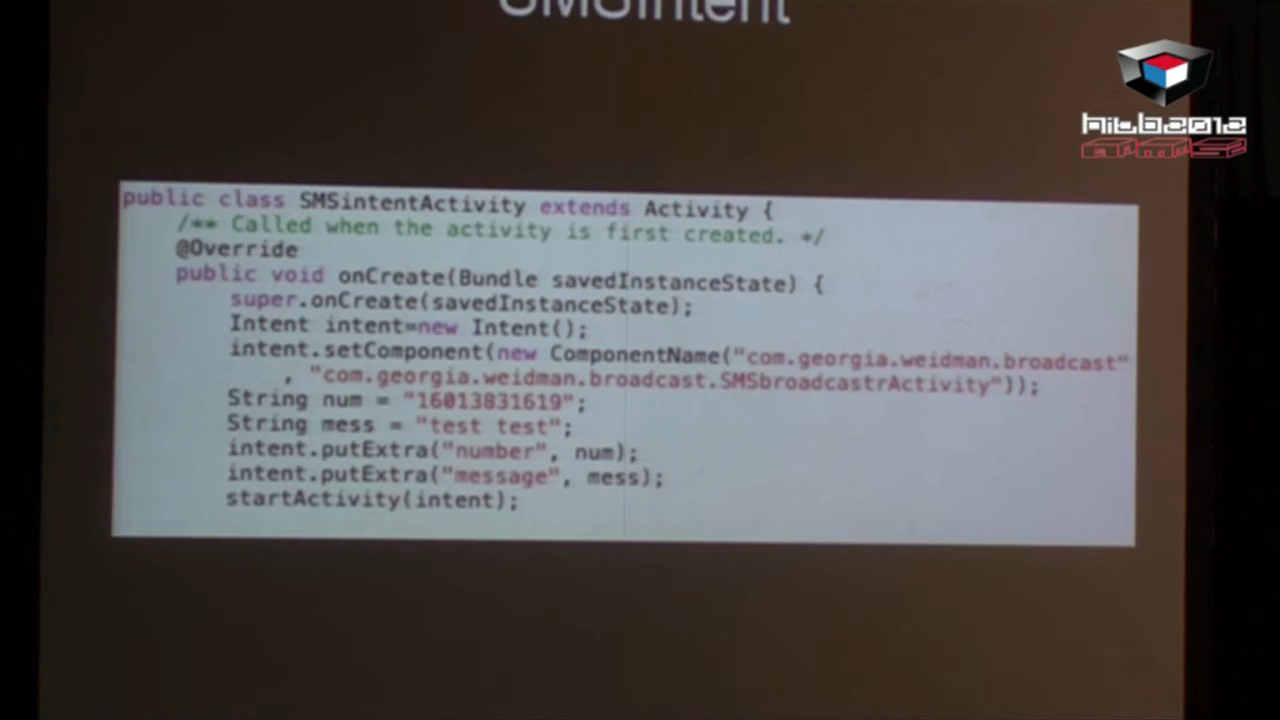 SMSIntent
hitb2012
ams
public class SMSintentActivity extends Activity {
/** Called when the activity is first created. */
@Override
public void onCreate(Bundle savedInstanceState) {
super.onCreate(savedInstanceState);
Intent intent=new Intent();
intent.setComponent(new ComponentName("com.georgia.weidman.broadcast"
, "com.georgia.weidman.broadcast.SMSbroadcastrActivity"));
String num = "16013831619";
String mess = "test test";
intent.putExtra("number", num);
intent.putExtra("message", mess);
startActivity(intent);